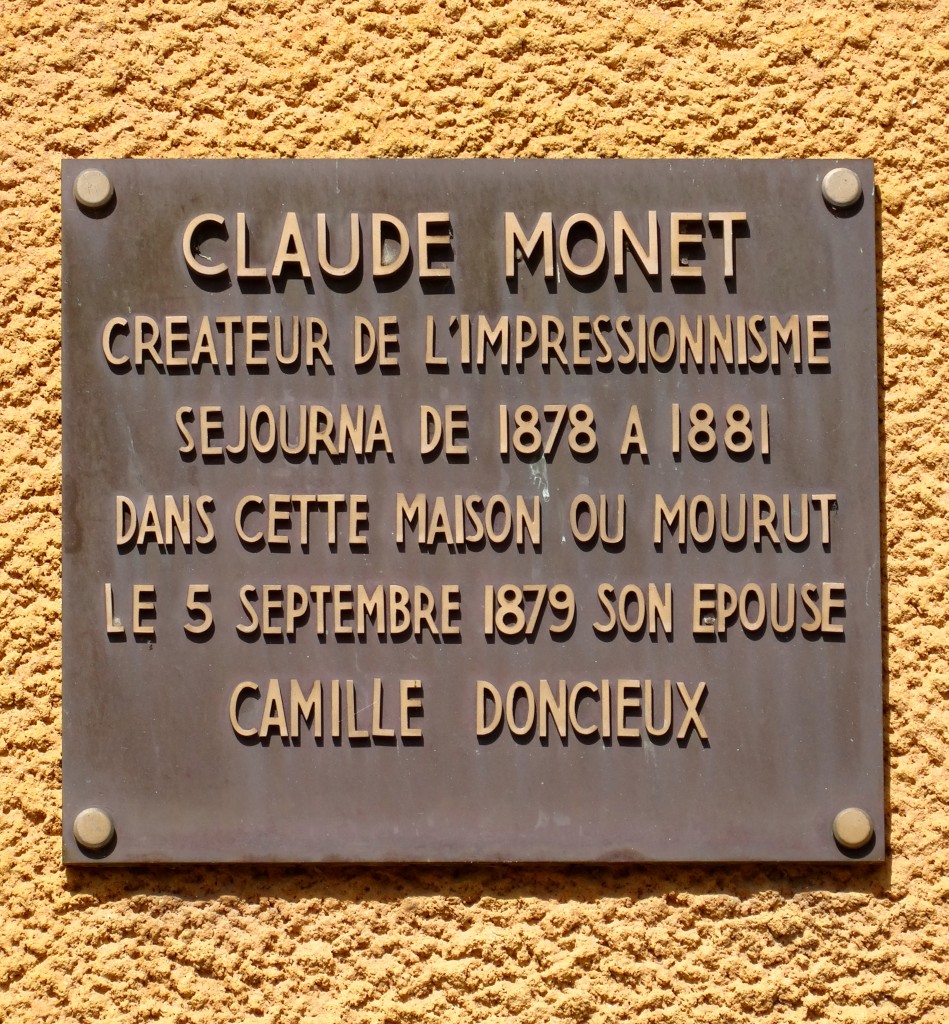 CLAUDE MONET
CREATEUR DE L'IMPRESSIONNISME
SEJOURNA DE 1878 A 1881
DANS CETTE MAISON OU MOURUT
LE 5 SEPTEMBRE 1879 SON EPOUSE
CAMILLE DONCIEUX